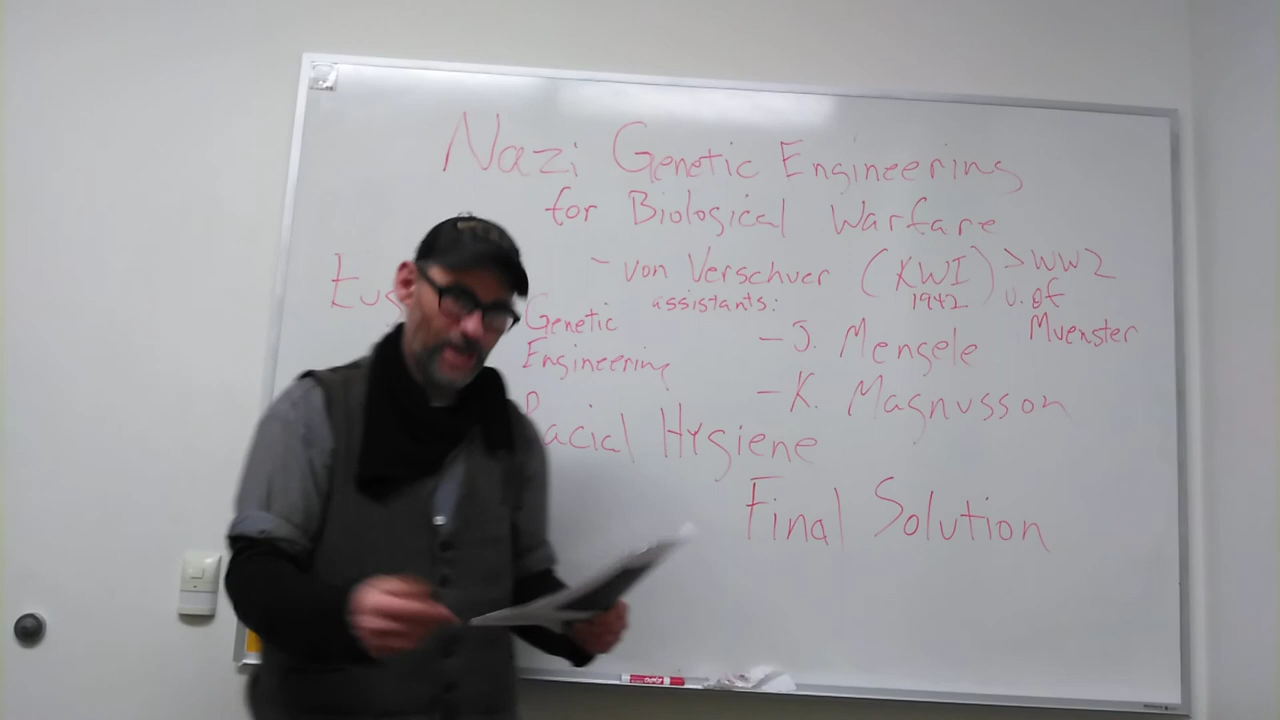 Nazi Genetic Engineering
for Biological Warfare
- von Verschuer (KWI) > WW2
assistants: 1942 U. of
Muenster
Genetic
Engineering
- J. Mengele
- K. Magnusson
Racial Hygiene
Final Solution